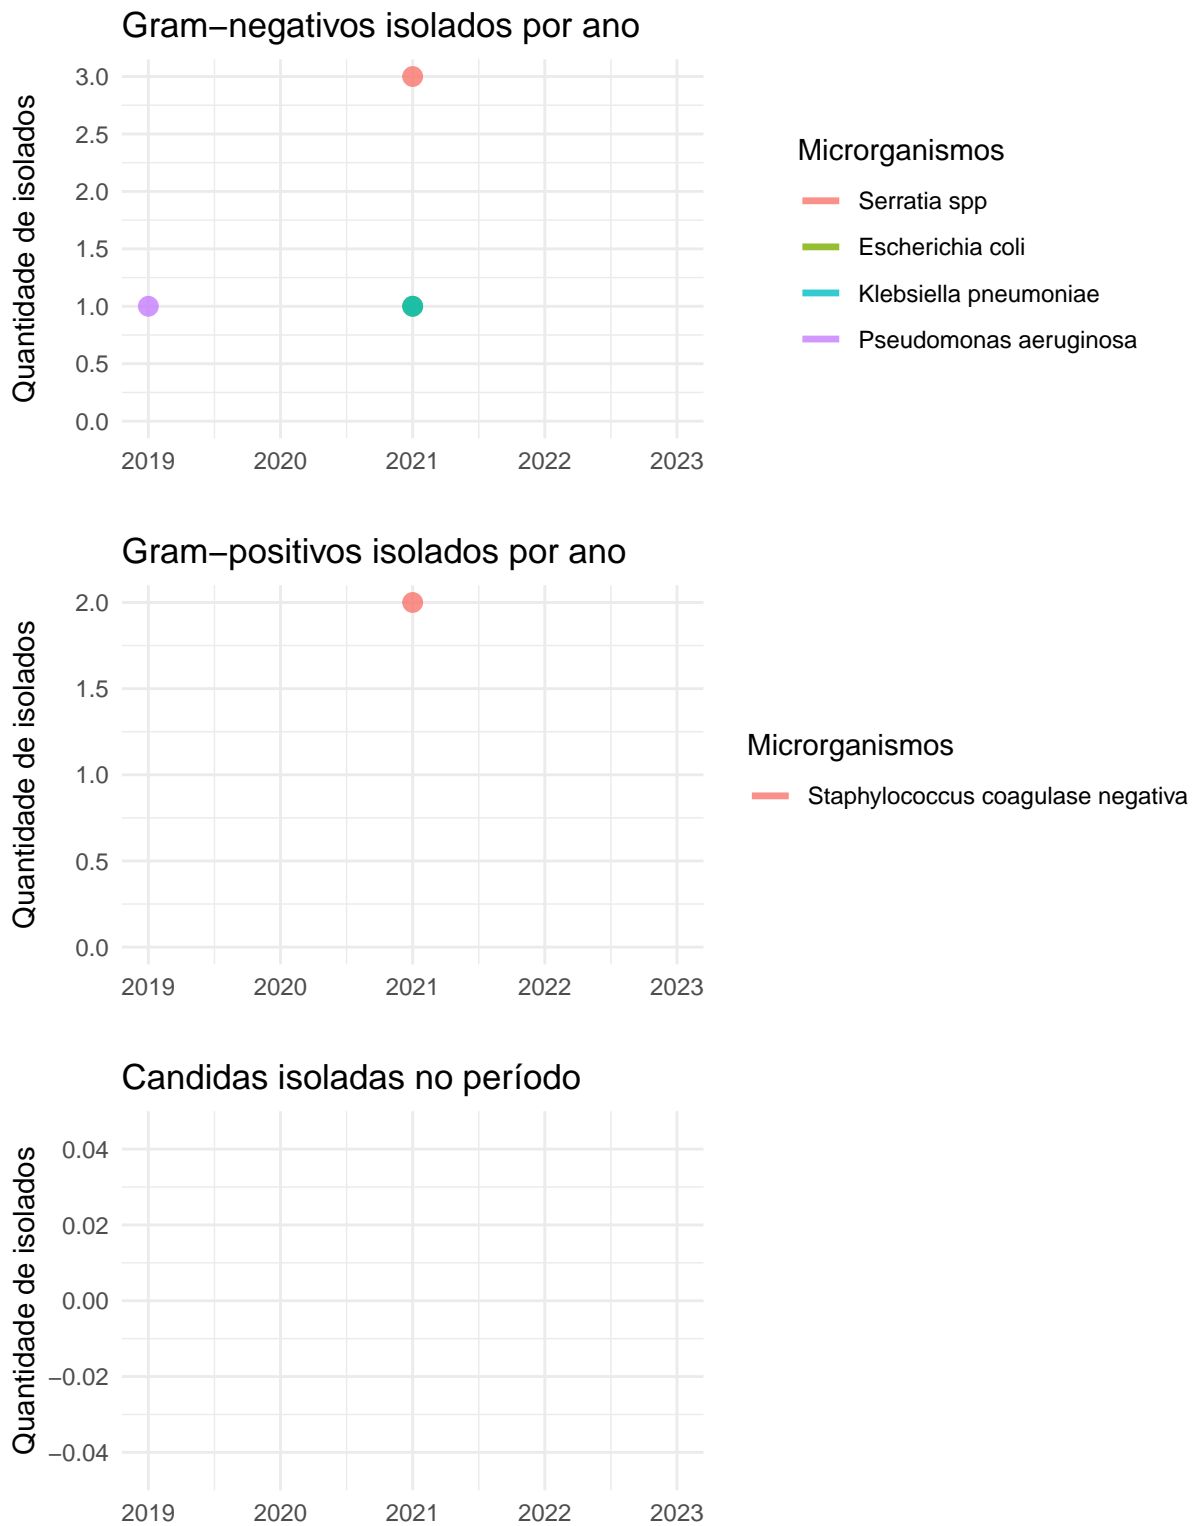 Gram−negativos isolados por ano
Quantidade de isolados
3.0
2.5
2.0
1.5
1.0
0.5
0.0
2019 2020 2021 2022 2023
Microrganismos
Serratia spp
Escherichia coli
Klebsiella pneumoniae
Pseudomonas aeruginosa
Gram−positivos isolados por ano
Quantidade de isolados
2.0
1.5
1.0
0.5
0.0
2019 2020 2021 2022 2023
Microrganismos
Staphylococcus coagulase negativa
Candidas isoladas no período
Quantidade de isolados
0.04
0.02
0.00
−0.02
−0.04
2019 2020 2021 2022 2023